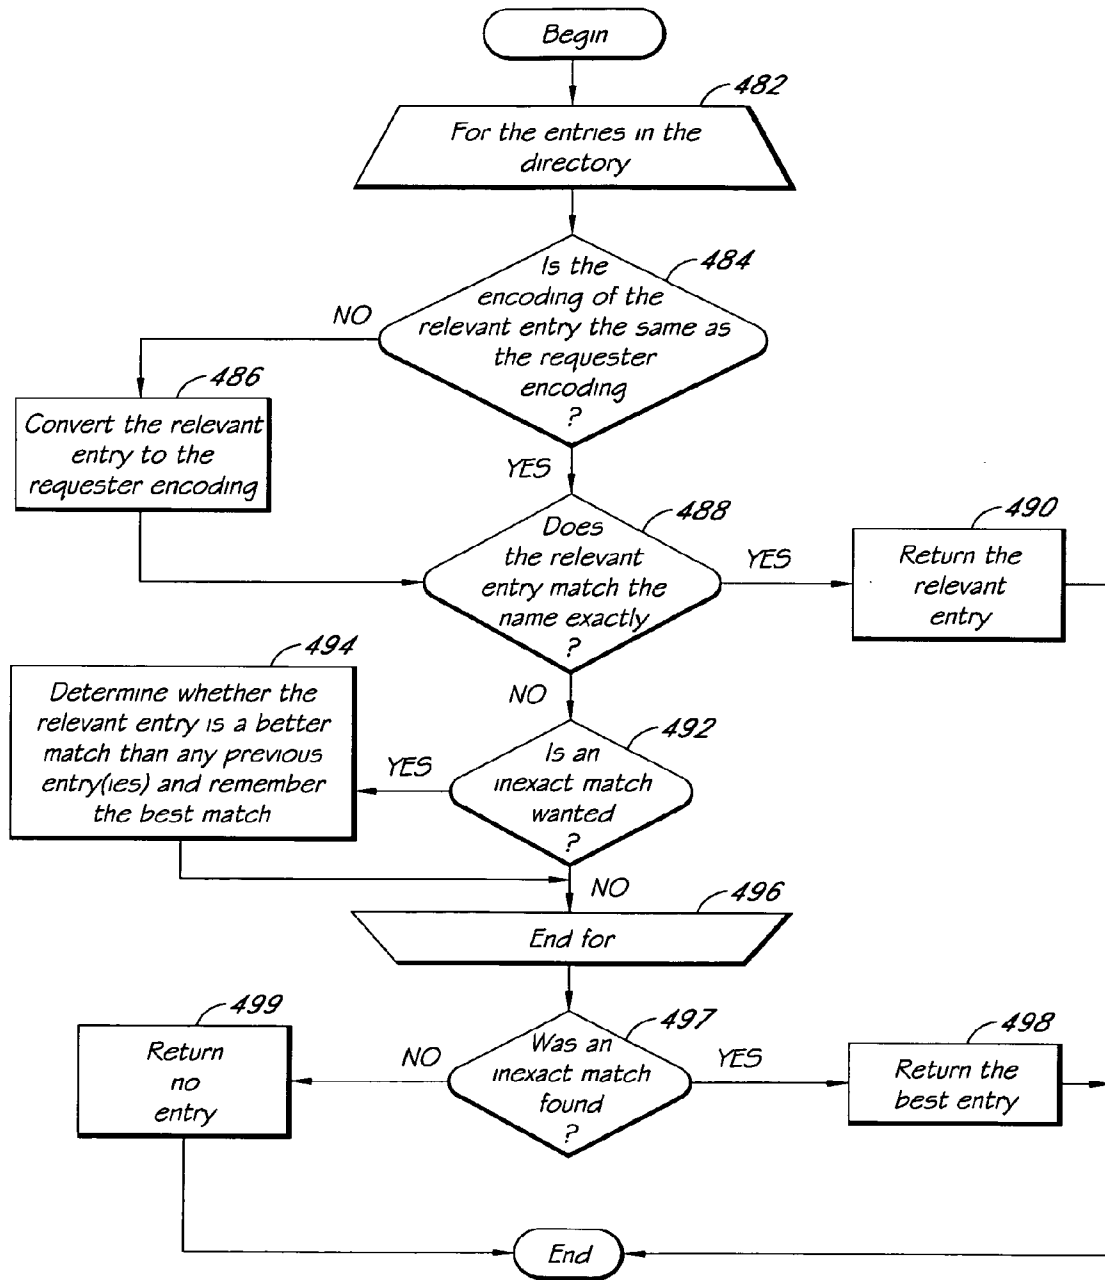 Begin
482
For the entries in the
directory
484
Is the
encoding of the
relevant entry the same as
the requester
encoding
?
NO
486
Convert the relevant
entry to the
requester encoding
YES
488
Does
the relevant
entry match the
name exactly
?
YES
490
Return the
relevant
entry
494
Determine whether the
relevant entry is a better
match than any previous
entry(ies) and remember
the best match
NO
492
Is an
inexact match
wanted
?
YES
NO
496
End for
499
Return
no
entry
NO
497
Was an
inexact match
found
?
YES
498
Return the
best entry
End